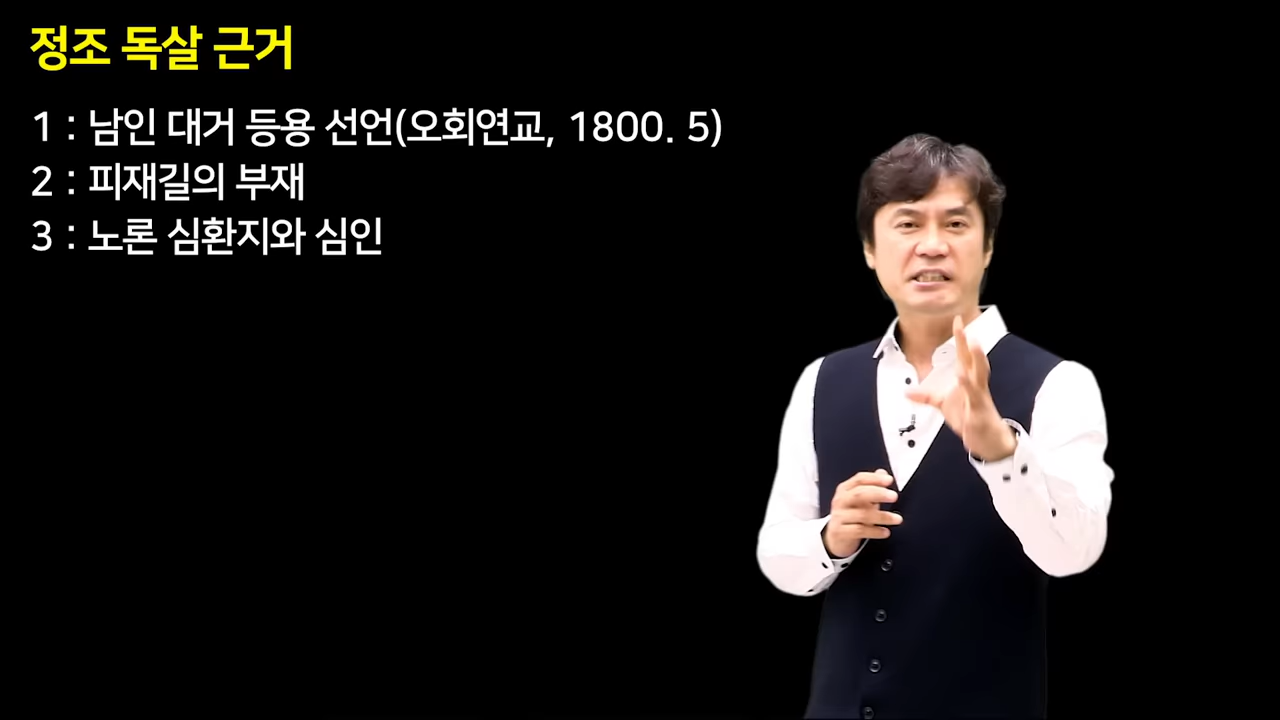 정조 독살 근거
1 : 남인 대거 등용 선언(오회연교, 1800. 5)
2 : 피재길의 부재
3 : 노론 심환지와 심인